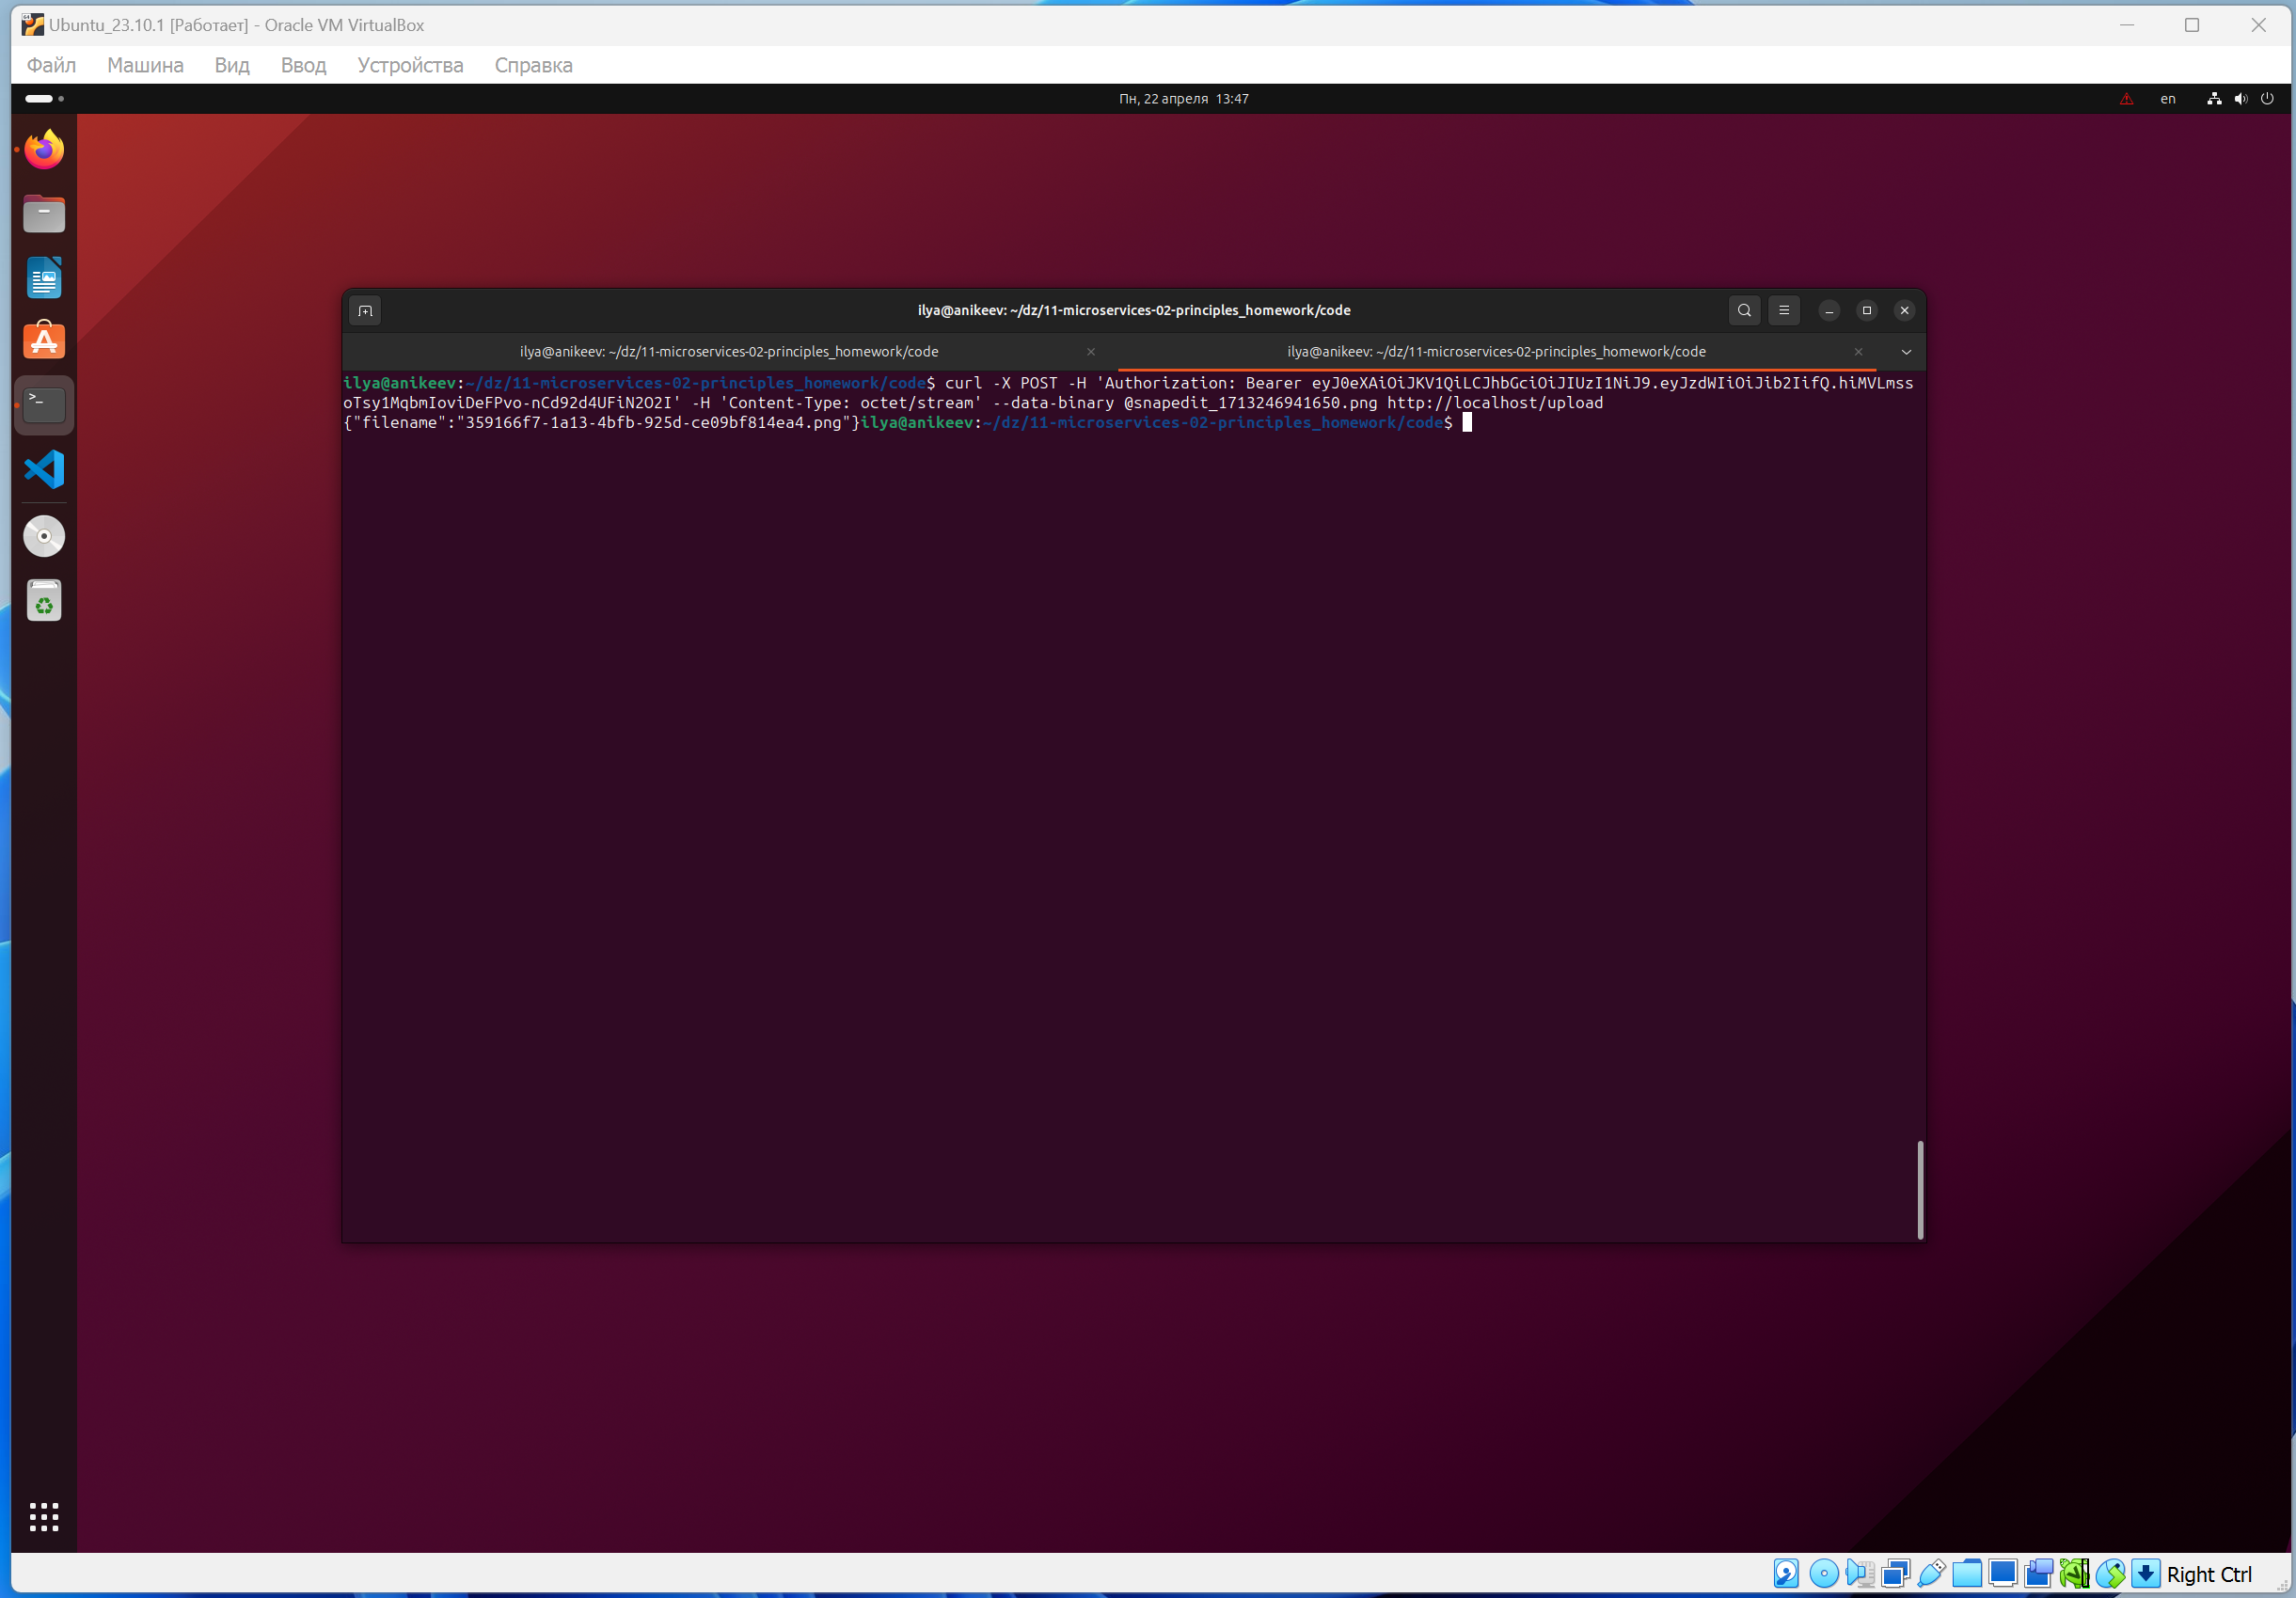 Ubuntu_23.10.1 [Работает] - Oracle VM VirtualBox
Файл Машина Вид Ввод Устройства Справка
Пн, 22 апреля 13:47
en
ilya@anikeev: ~/dz/11-microservices-02-principles_homework/code
ilya@anikeev: ~/dz/11-microservices-02-principles_homework/code
ilya@anikeev: ~/dz/11-microservices-02-principles_homework/code
ilya@anikeev:~/dz/11-microservices-02-principles_homework/code$ curl -X POST -H 'Authorization: Bearer eyJ0eXAiOiJKV1QiLCJhbGciOiJIUzI1NiJ9.eyJzdWIiOiJib2IifQ.hiMVLmss
oTsy1MqbmIoviDeFPvo-nCd92d4UFiN2O2I' -H 'Content-Type: octet/stream' --data-binary @snapedit_1713246941650.png http://localhost/upload
{"filename":"359166f7-1a13-4bfb-925d-ce09bf814ea4.png"}ilya@anikeev:~/dz/11-microservices-02-principles_homework/code$
Right Ctrl